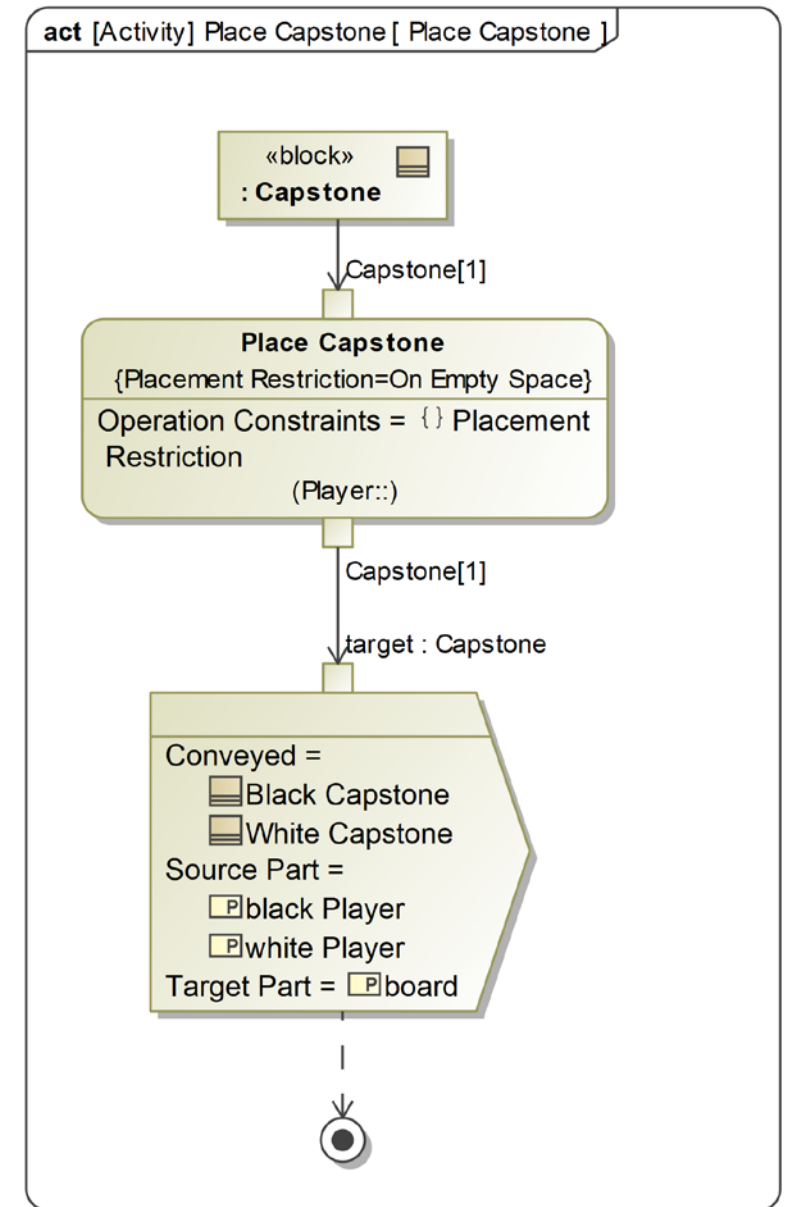 act [Activity] Place Capstone [ Place Capstone ]
«block»
: Capstone
Capstone[1]
Place Capstone
{Placement Restriction=On Empty Space}
Operation Constraints = {} Placement
Restriction
(Player::)
Capstone[1]
target : Capstone
Conveyed =
Black Capstone
White Capstone
Source Part =
P black Player
P white Player
Target Part = P board